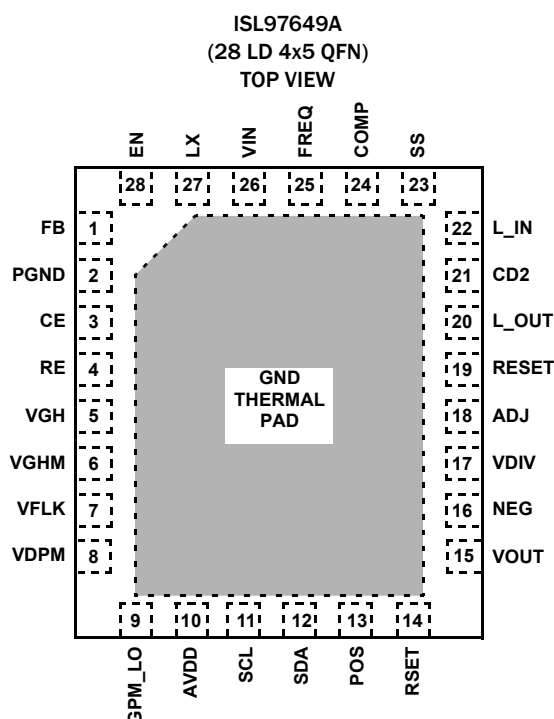 ISL97649A
(28 LD 4x5 QFN)
TOP VIEW
EN
LX
VIN
FREQ
COMP
SS
28
27
26
25
24
23
FB 1
22 L_IN
PGND 2
21 CD2
CE 3
20 L_OUT
RE 4
19 RESET
VGH 5
18 ADJ
VGHM 6
17 VDIV
VFLK 7
16 NEG
VDPM 8
15 VOUT
GND
THERMAL
PAD
9
10
11
12
13
14
GPM_LO
AVDD
SCL
SDA
POS
RSET